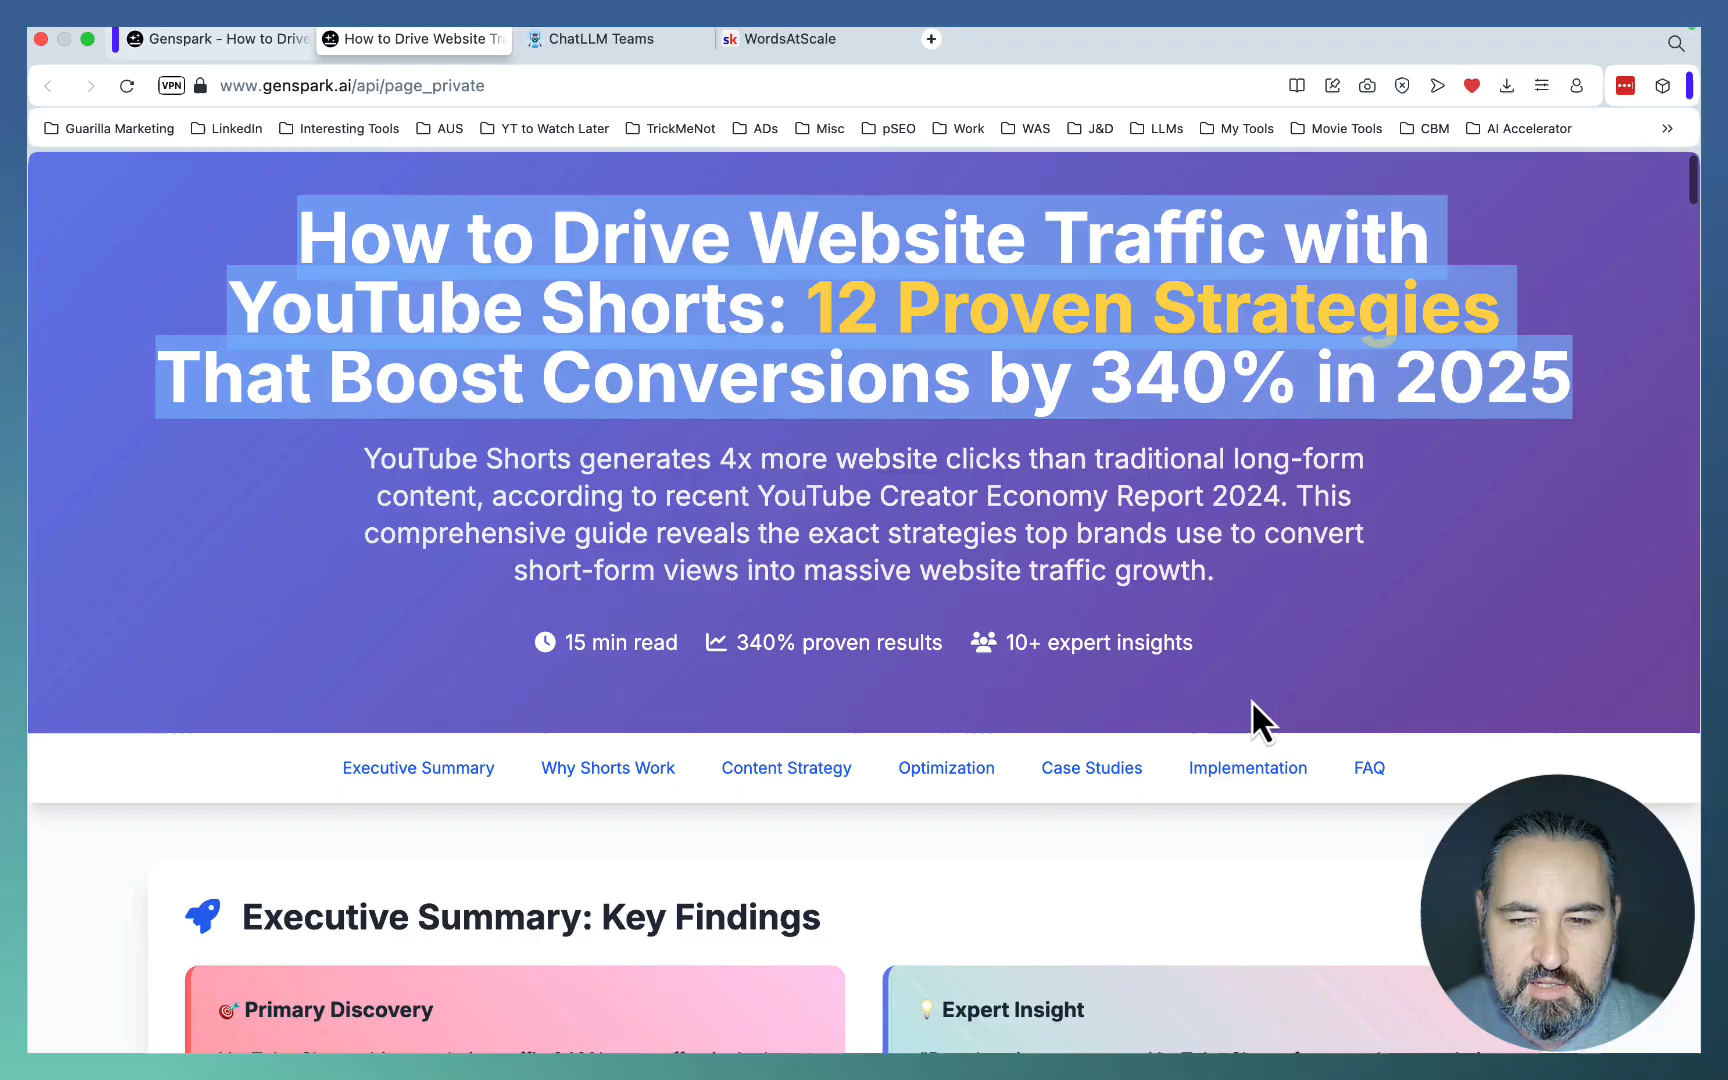 Genspark - How to Drive
How to Drive Website Tra
ChatLLM Teams
sk WordsAtScale
VPN www.genspark.ai/api/page_private
Guarilla Marketing LinkedIn Interesting Tools AUS YT to Watch Later TrickMeNot ADs Misc pSEO Work WAS J&D LLMs My Tools Movie Tools CBM AI Accelerator
How to Drive Website Traffic with
YouTube Shorts: 12 Proven Strategies
That Boost Conversions by 340% in 2025
YouTube Shorts generates 4x more website clicks than traditional long-form
content, according to recent YouTube Creator Economy Report 2024. This
comprehensive guide reveals the exact strategies top brands use to convert
short-form views into massive website traffic growth.
15 min read 340% proven results 10+ expert insights
Executive Summary Why Shorts Work Content Strategy Optimization Case Studies Implementation FAQ
Executive Summary: Key Findings
Primary Discovery
Expert Insight